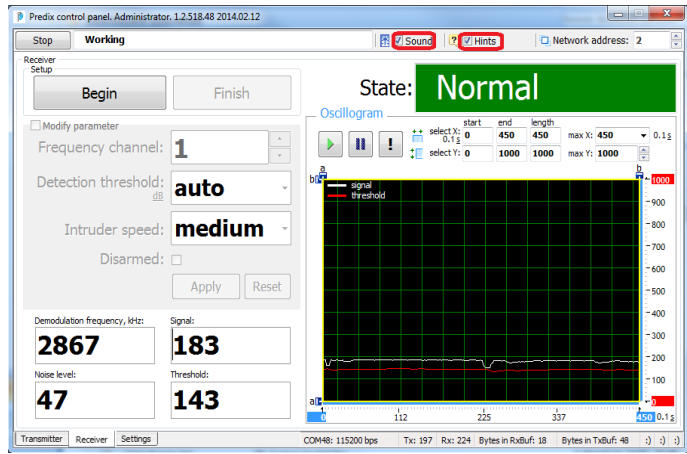 Predix control panel. Administrator. 1.2.518.48 2014.02.12
Stop Working Sound ? Hints Network address: 2
Receiver
Setup
Begin Finish
State: Normal
Modify parameter
Frequency channel: 1
Detection threshold: auto
dB
Intruder speed: medium
Disarmed:
Apply Reset
Demodulation frequency, kHz: Signal:
2867 183
Noise level: Threshold:
47 143
Oscillogram
start end length
! select X: 0 450 450 max X: 450 0.1 s
0.1 s
select Y: 0 1000 1000 max Y: 1000
a b
b 1000
signal
threshold
900
800
700
600
500
400
300
200
100
a 0
0 112 225 337 450 0.1 s
Transmitter Receiver Settings COM48: 115200 bps Tx: 197 Rx: 224 Bytes in RxBuf: 18 Bytes in TxBuf: 48 :) :) :)